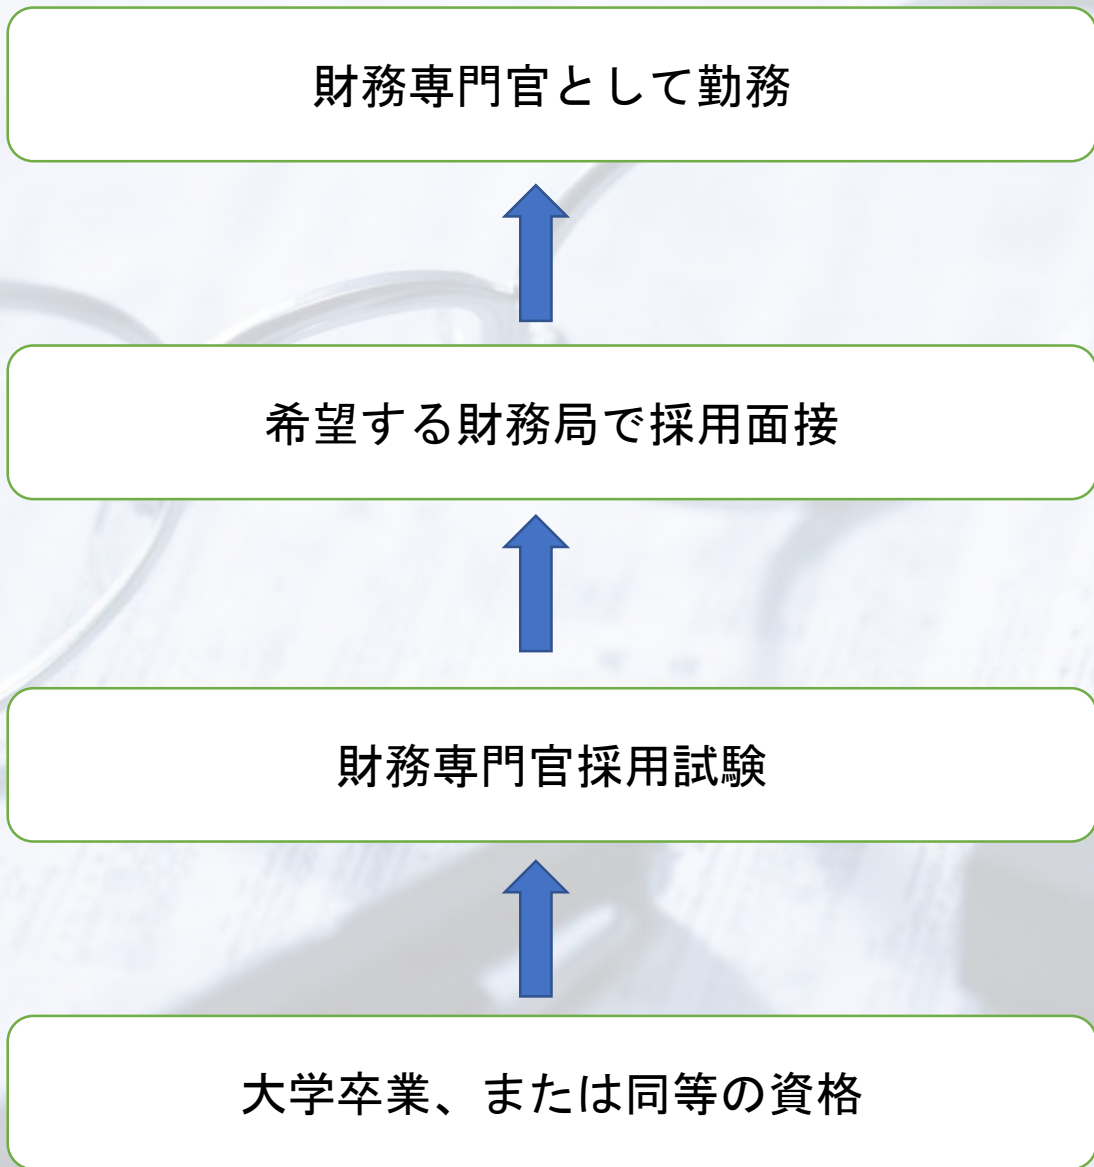 財務専門官として勤務
希望する財務局で採用面接
財務専門官採用試験
大学卒業、または同等の資格